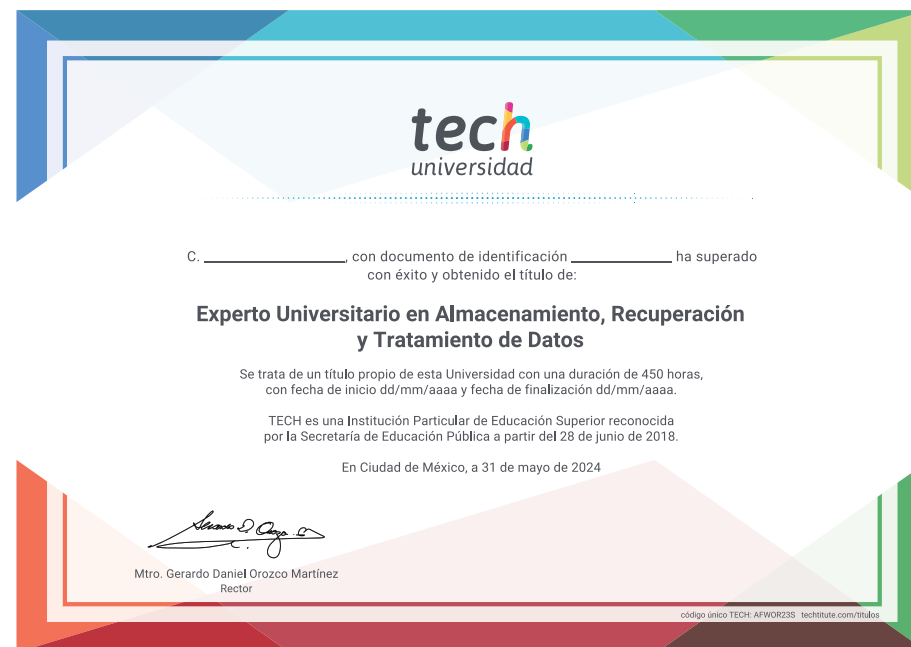 tech
universidad
C. ____________, con documento de identificación ____________ ha superado
con éxito y obtenido el título de:
Experto Universitario en Almacenamiento, Recuperación
y Tratamiento de Datos
Se trata de un título propio de esta Universidad con una duración de 450 horas,
con fecha de inicio dd/mm/aaaa y fecha de finalización dd/mm/aaaa.
TECH es una Institución Particular de Educación Superior reconocida
por la Secretaría de Educación Pública a partir del 28 de junio de 2018.
En Ciudad de México, a 31 de mayo de 2024
Mtro. Gerardo Daniel Orozco Martínez
Rector
código único TECH: AFWOR23S techtitute.com/titulos